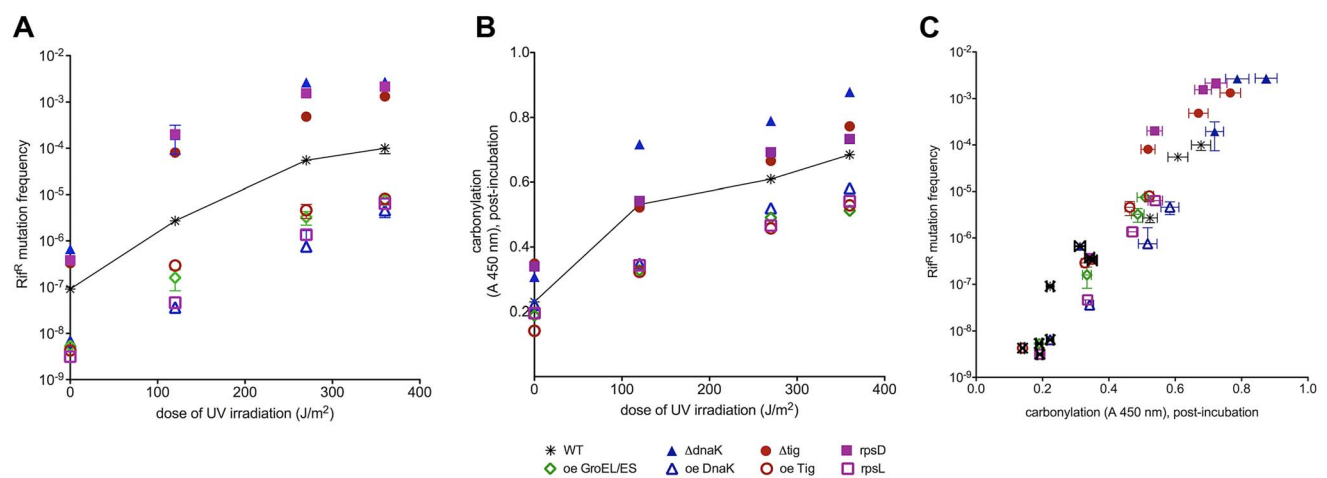 A
Rifᴿ mutation frequency
10⁻²
10⁻³
10⁻⁴
10⁻⁵
10⁻⁶
10⁻⁷
10⁻⁸
10⁻⁹
0 100 200 300 400
dose of UV irradiation (J/m²)
B
carbonylation
(A 450 nm), post-incubation
1.0
0.8
0.6
0.4
0.2
0 100 200 300 400
dose of UV irradiation (J/m²)
C
Rifᴿ mutation frequency
10⁻²
10⁻³
10⁻⁴
10⁻⁵
10⁻⁶
10⁻⁷
10⁻⁸
10⁻⁹
0.0 0.2 0.4 0.6 0.8 1.0
carbonylation (A 450 nm), post-incubation
WT ΔdnaK Δtig rpsD
oe GroEL/ES oe DnaK oe Tig rpsL